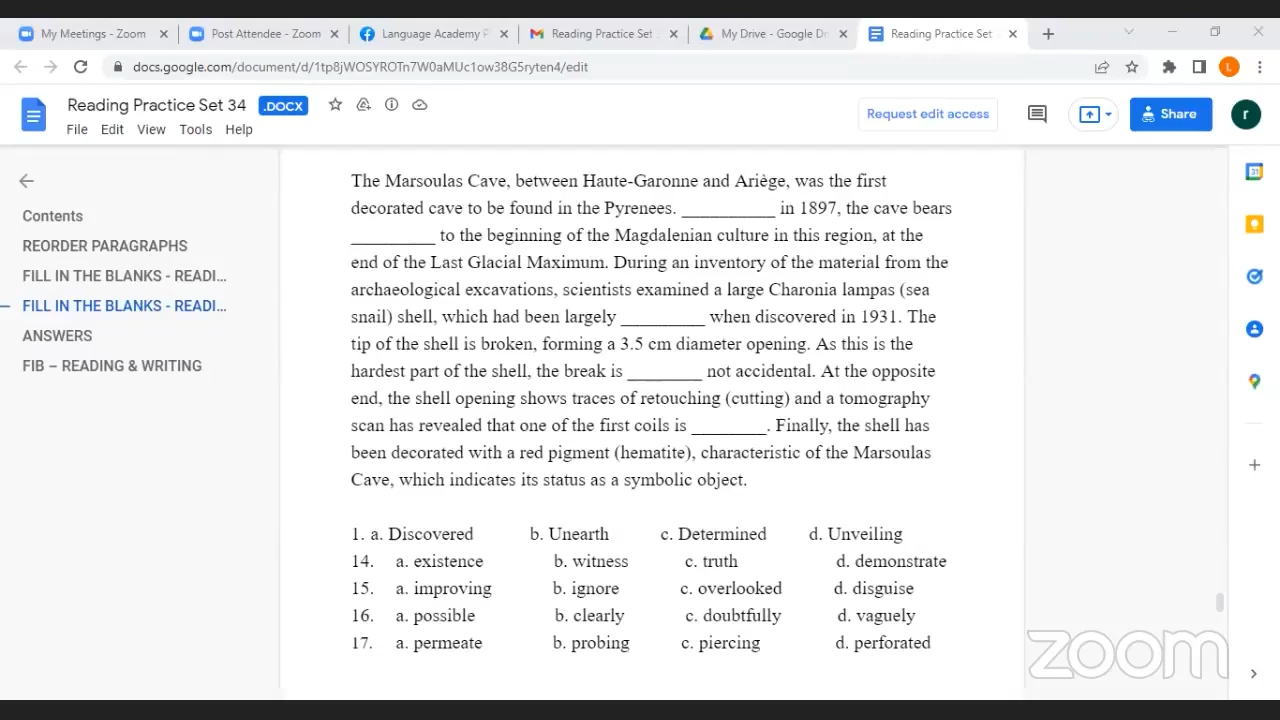 My Meetings - Zoom
Post Attendee - Zoom
Language Academy P
Reading Practice Set
My Drive - Google Dr
Reading Practice Set
docs.google.com/document/d/1tp8jWOSYROTn7W0aMUc1ow38G5ryten4/edit
L
Reading Practice Set 34 .DOCX
File Edit View Tools Help
Request edit access
Share
r
31
Contents
REORDER PARAGRAPHS
FILL IN THE BLANKS - READI...
FILL IN THE BLANKS - READI...
ANSWERS
FIB – READING & WRITING
The Marsoulas Cave, between Haute-Garonne and Ariège, was the first
decorated cave to be found in the Pyrenees. __________ in 1897, the cave bears
_________ to the beginning of the Magdalenian culture in this region, at the
end of the Last Glacial Maximum. During an inventory of the material from the
archaeological excavations, scientists examined a large Charonia lampas (sea
snail) shell, which had been largely _________ when discovered in 1931. The
tip of the shell is broken, forming a 3.5 cm diameter opening. As this is the
hardest part of the shell, the break is ________ not accidental. At the opposite
end, the shell opening shows traces of retouching (cutting) and a tomography
scan has revealed that one of the first coils is ________. Finally, the shell has
been decorated with a red pigment (hematite), characteristic of the Marsoulas
Cave, which indicates its status as a symbolic object.
1. a. Discovered b. Unearth c. Determined d. Unveiling
14. a. existence b. witness c. truth d. demonstrate
15. a. improving b. ignore c. overlooked d. disguise
16. a. possible b. clearly c. doubtfully d. vaguely
17. a. permeate b. probing c. piercing d. perforated
zoom